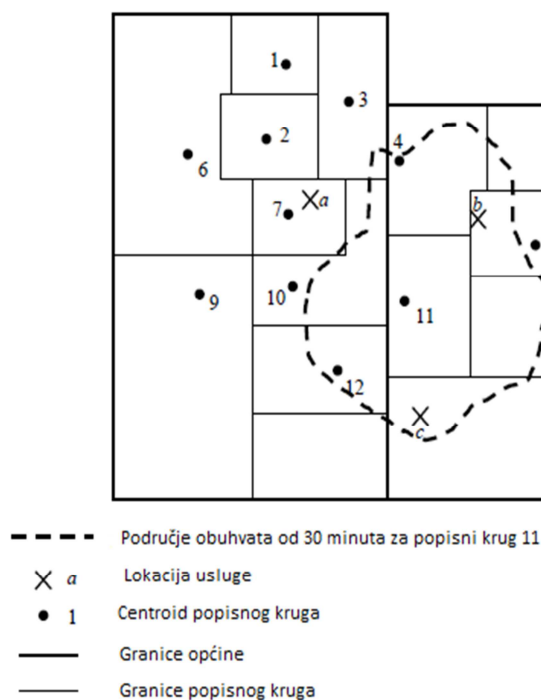 1
3
2
4
6
7
a
b
10
9
11
12
c
Područje obuhvata od 30 minuta za popisni krug 11
a
Lokacija usluge
1
Centroid popisnog kruga
Granice općine
Granice popisnog kruga